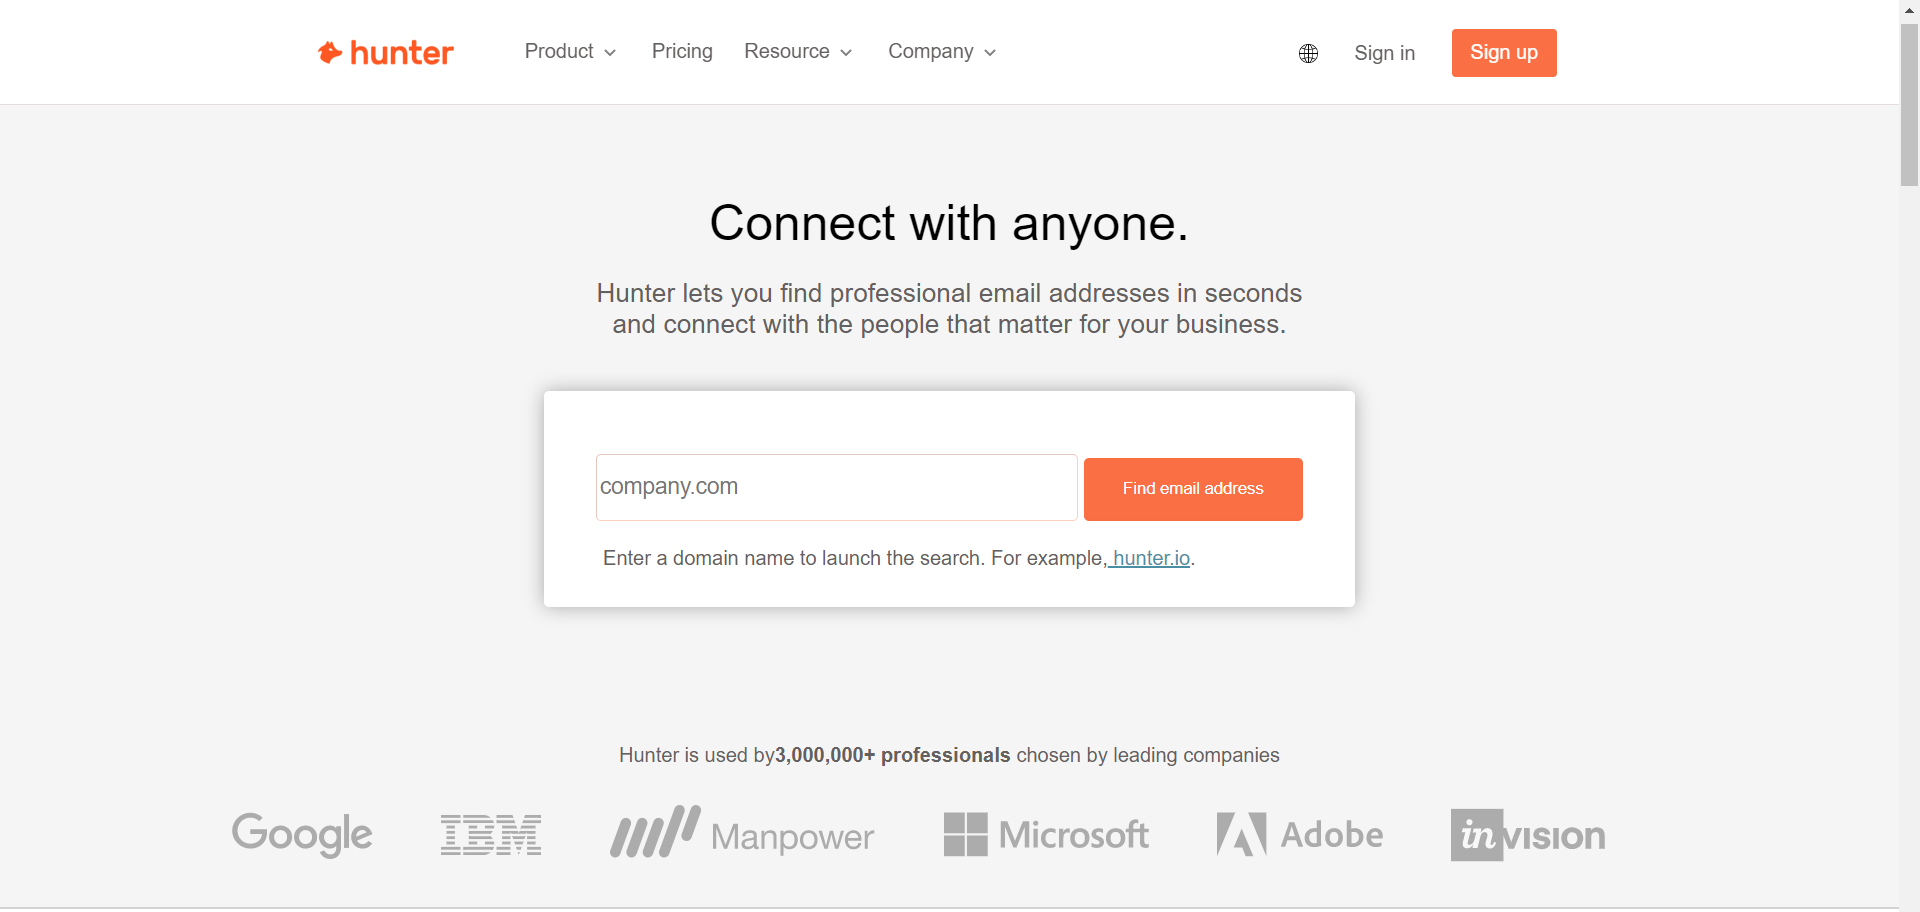 hunter
Product
Pricing
Resource
Company
Sign in
Sign up
Connect with anyone.
Hunter lets you find professional email addresses in seconds
and connect with the people that matter for your business.
company.com
Find email address
Enter a domain name to launch the search. For example, hunter.io.
Hunter is used by3,000,000+ professionals chosen by leading companies
Google
IBM
Manpower
Microsoft
Adobe
invision